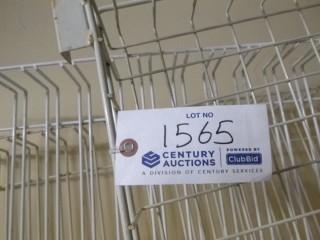 LOT NO
1565
CENTURY AUCTIONS
POWERED BY
ClubBid
A DIVISION OF CENTURY SERVICES